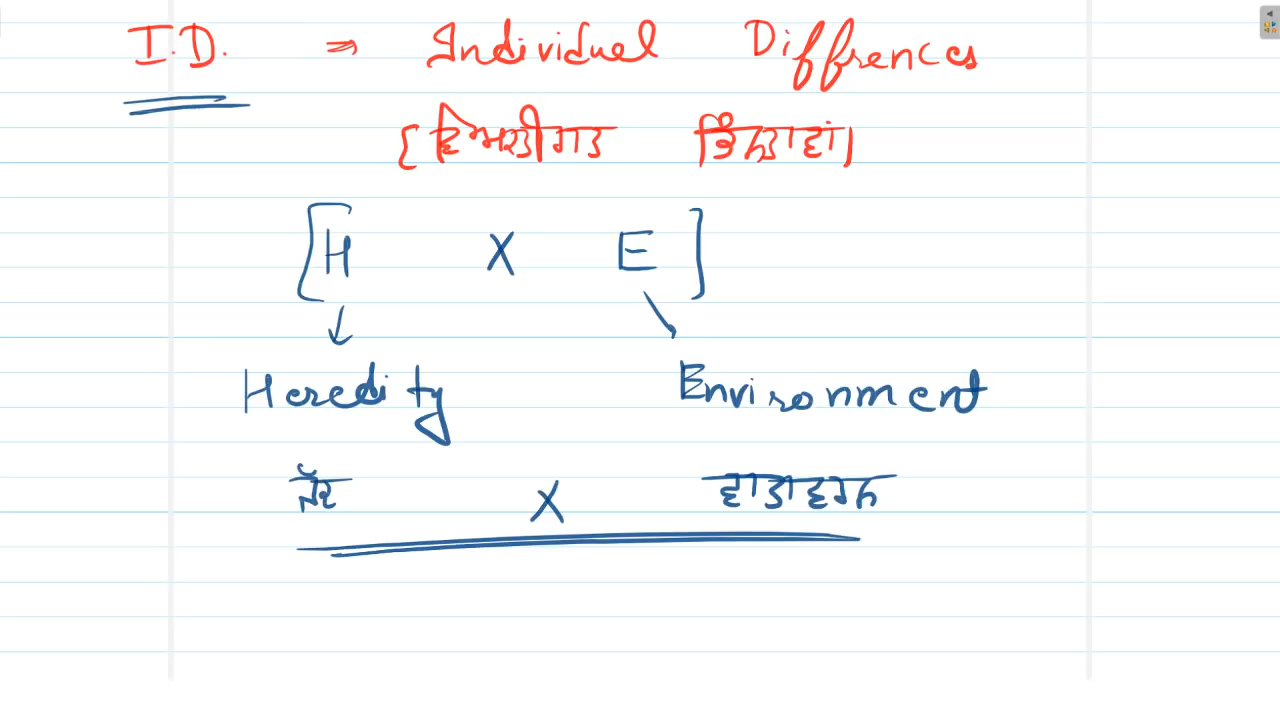 I.D. ⇒ Individual Diffrences
[ਵਿਅਕਤੀਗਤ ਭਿੰਨਤਾਵਾਂ]
[H X E]
↓ ↘
Heredity Environment
X ਵਾਤਾਵਰਨ